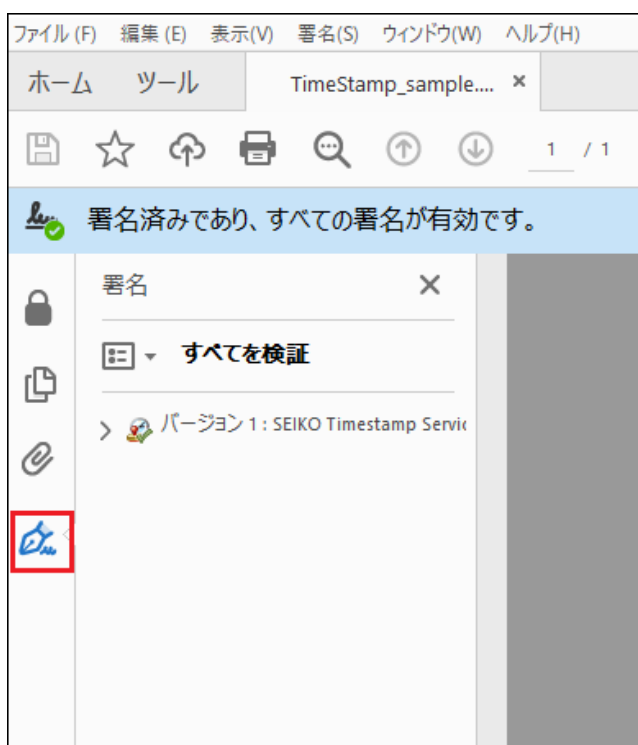 ファイル (F) 編集 (E) 表示(V) 署名(S) ウィンドウ(W) ヘルプ(H)
ホーム ツール TimeStamp_sample.... ×
1 / 1
署名済みであり、すべての署名が有効です。
署名
すべてを検証
バージョン 1 : SEIKO Timestamp Servic